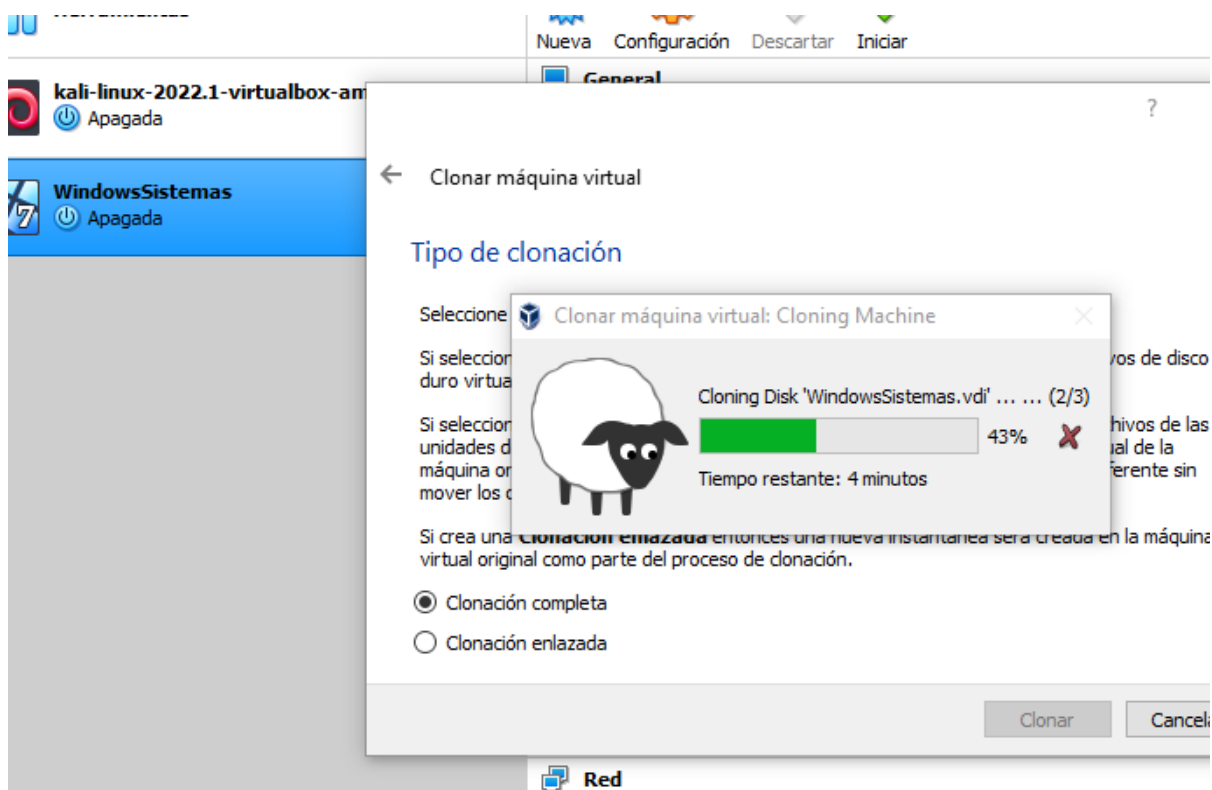 Nueva Configuración Descartar Iniciar
General
kali-linux-2022.1-virtualbox-am
Apagada
WindowsSistemas
Apagada
?
Clonar máquina virtual
Tipo de clonación
Seleccione
Clonar máquina virtual: Cloning Machine
Cloning Disk 'WindowsSistemas.vdi' ... ... (2/3)
43%
Tiempo restante: 4 minutos
Si seleccion vos de disco
duro virtua
Si seleccion hivos de las
unidades d ual de la
máquina or ferente sin
mover los
Si crea una Clonación enlazada entonces una nueva instantánea será creada en la máquina
virtual original como parte del proceso de clonación.
Clonación completa
Clonación enlazada
Clonar Cancela
Red